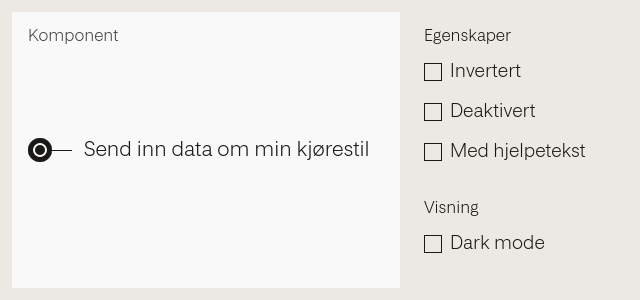 Komponent
Send inn data om min kjørestil
Egenskaper
Invertert
Deaktivert
Med hjelpetekst
Visning
Dark mode